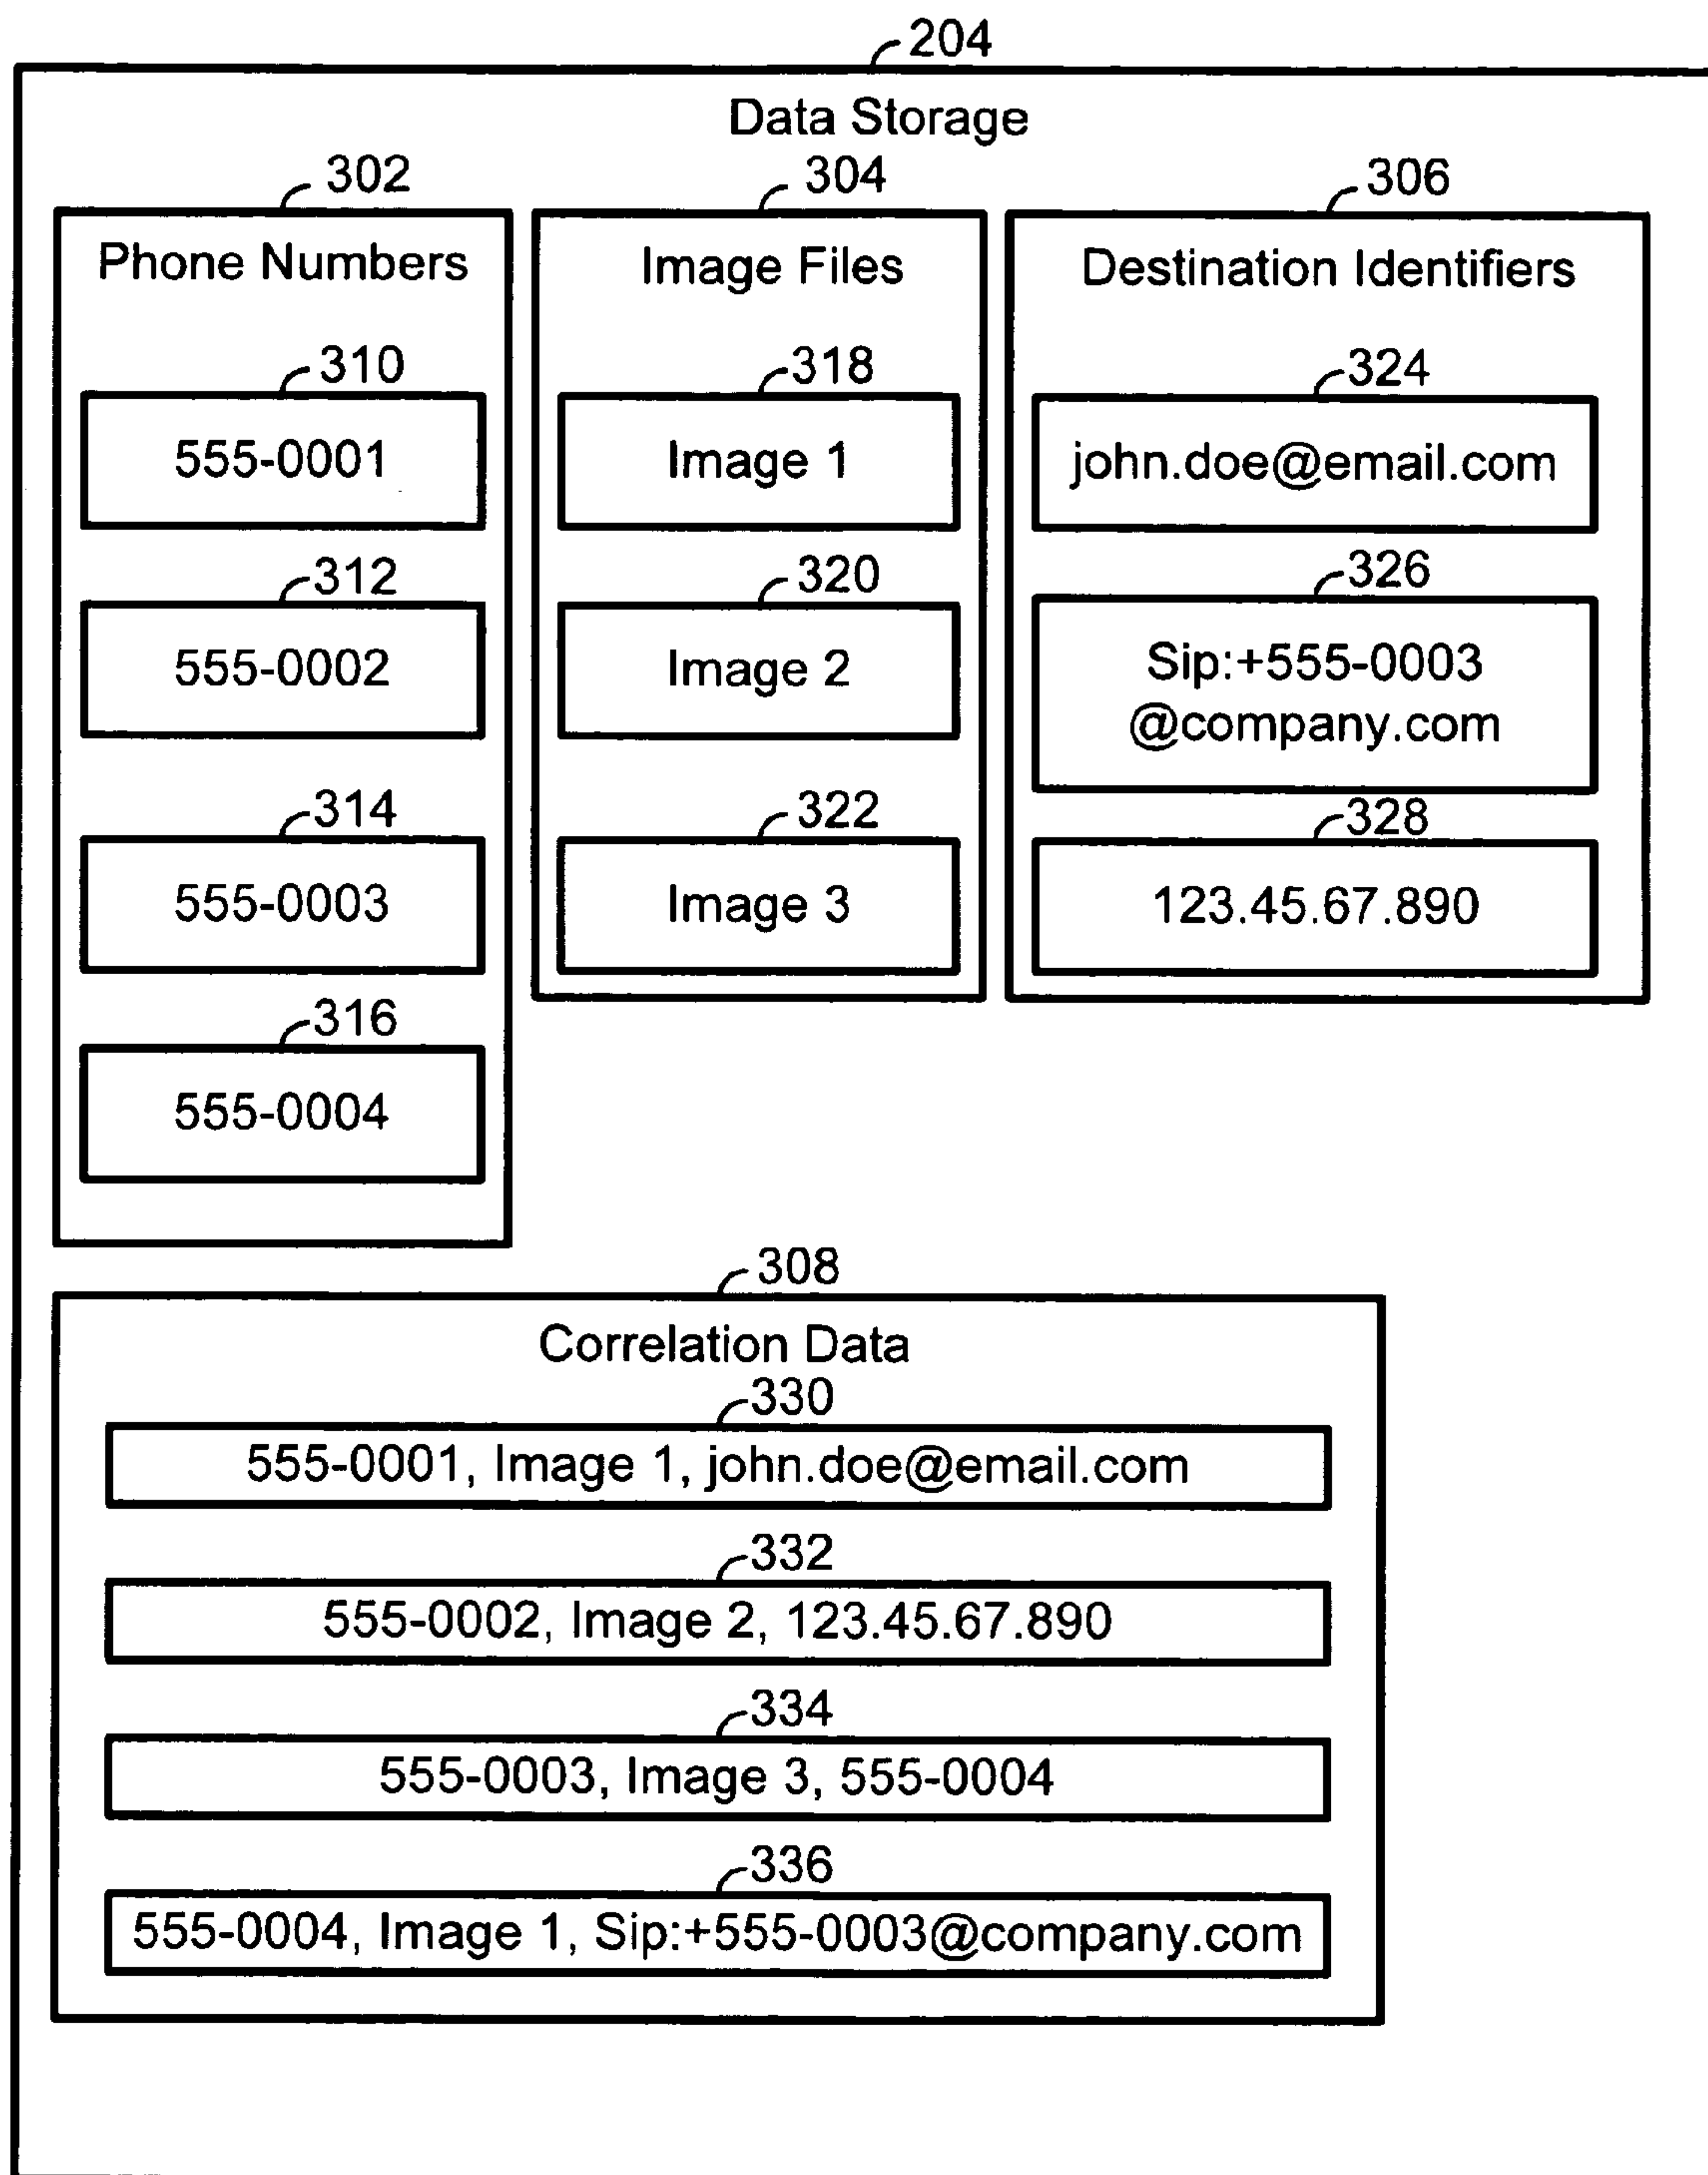 204
Data Storage
302
304
306
Phone Numbers
Image Files
Destination Identifiers
310
318
324
555-0001
Image 1
john.doe@email.com
312
320
326
555-0002
Image 2
Sip:+555-0003
@company.com
314
322
328
555-0003
Image 3
123.45.67.890
316
555-0004
308
Correlation Data
330
555-0001, Image 1, john.doe@email.com
332
555-0002, Image 2, 123.45.67.890
334
555-0003, Image 3, 555-0004
336
555-0004, Image 1, Sip:+555-0003@company.com